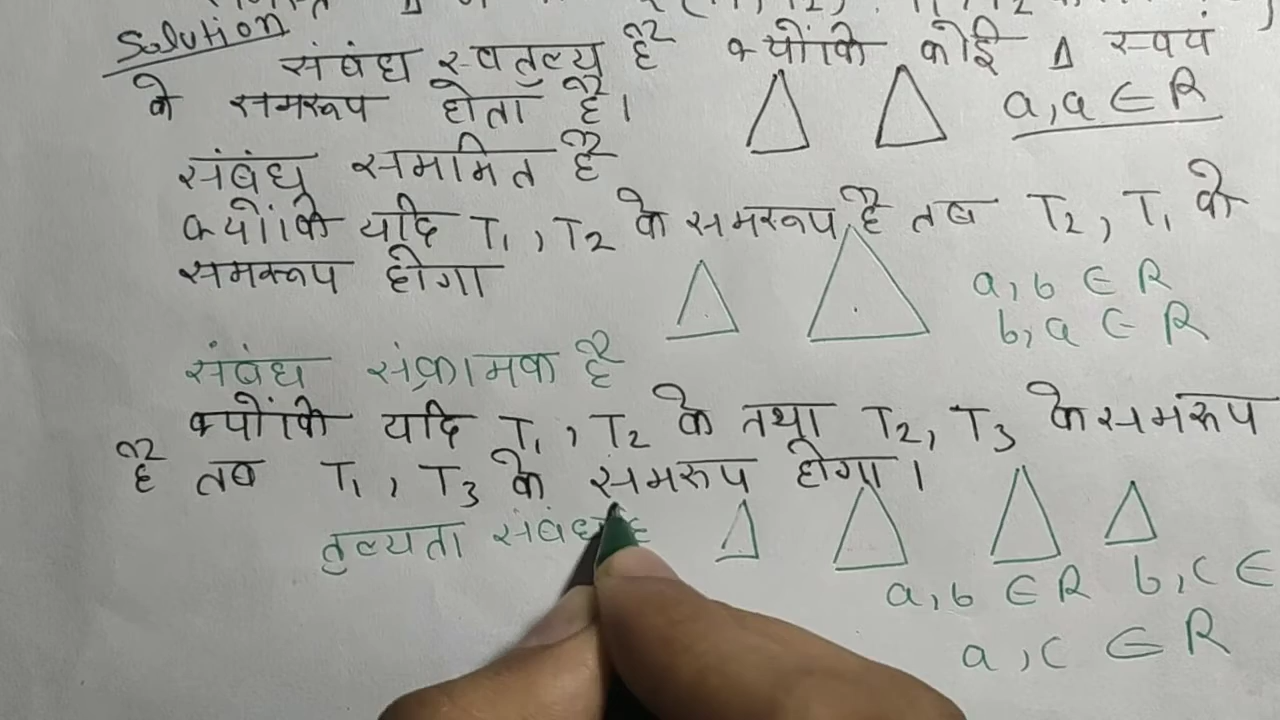 Solution
संबंध स्वतुल्य है क्योंकि कोई Δ स्वयं
के समरूप होता है। a,a ∈ R
संबंध सममित है
क्योंकि यदि T₁, T₂ के समरूप है तब T₂, T₁ के
समरूप होगा a,b ∈ R
b,a ∈ R
संबंध संक्रामक है
क्योंकि यदि T₁, T₂ के तथा T₂, T₃ के समरूप
है तब T₁, T₃ के समरूप होगा।
तुल्यता संबंध
a,b ∈ R b,c ∈
a,c ∈ R